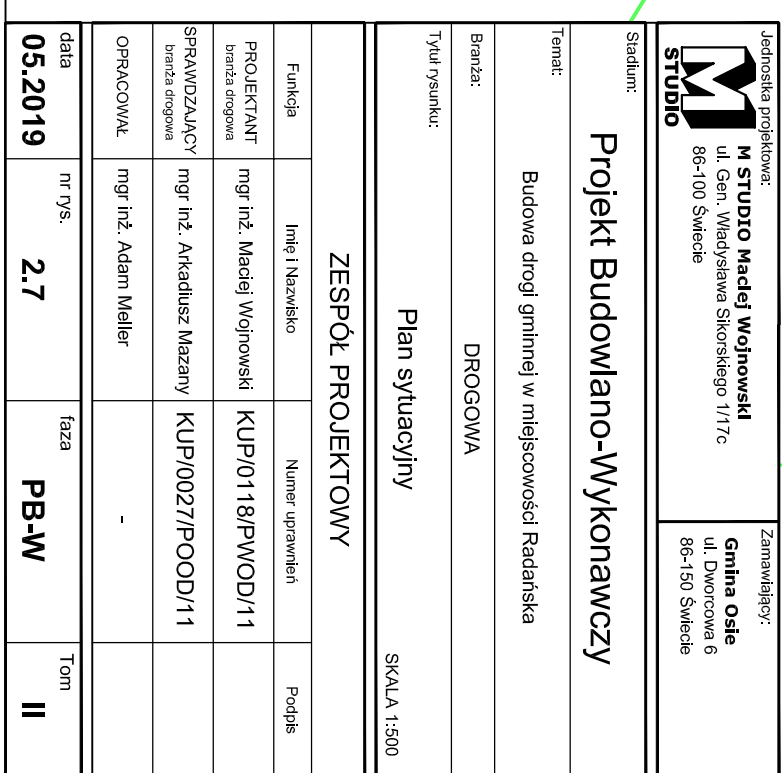 Jednostka projektowa:
M STUDIO
M STUDIO Maciej Wojnowski
ul. Gen. Władysława Sikorskiego 1/17c
86-100 Świecie
Zamawiający:
Gmina Osie
ul. Dworcowa 6
86-150 Świecie
Stadium:
Projekt Budowlano-Wykonawczy
Temat:
Budowa drogi gminnej w miejscowości Radańska
Branża:
DROGOWA
Tytuł rysunku:
Plan sytuacyjny
SKALA 1:500
ZESPÓŁ PROJEKTOWY
Funkcja Imię i Nazwisko Numer uprawnień Podpis
PROJEKTANT
branża drogowa
mgr inż. Maciej Wojnowski KUP/0118/PWOD/11
SPRAWDZAJĄCY
branża drogowa
mgr inż. Arkadiusz Mazany KUP/0027/POOD/11
OPRACOWAŁ mgr inż. Adam Meller -
data nr rys. faza Tom
05.2019 2.7 PB-W II